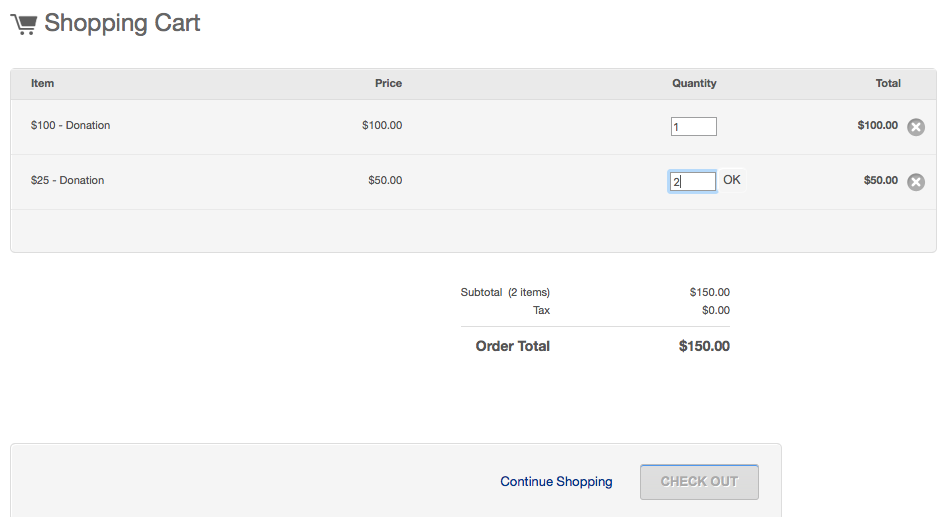 Shopping Cart
Item Price Quantity Total
$100 - Donation $100.00 1 $100.00
$25 - Donation $50.00 2 OK $50.00
Subtotal (2 items) $150.00
Tax $0.00
Order Total $150.00
Continue Shopping CHECK OUT